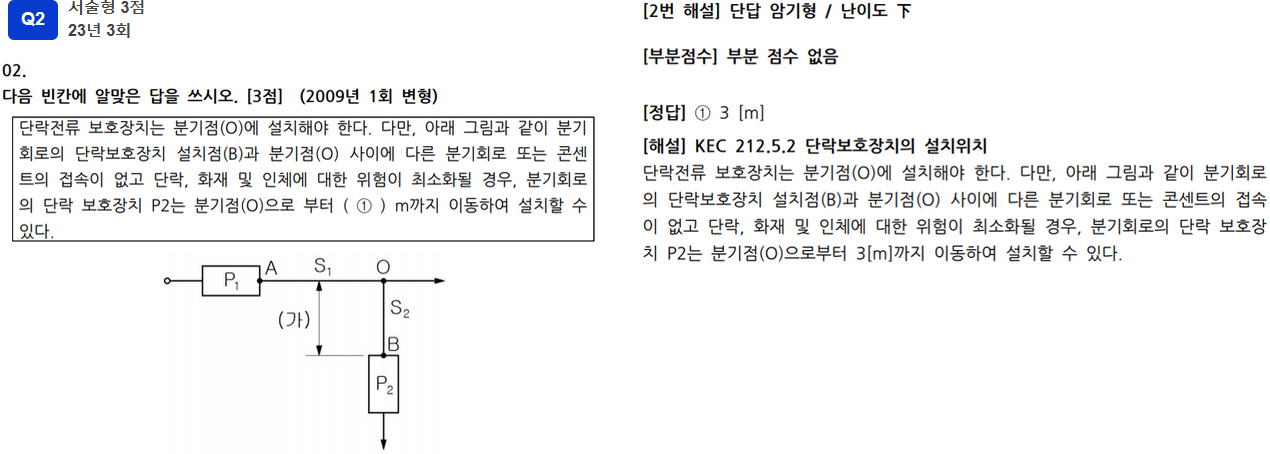 Q2
서술형 3점
23년 3회
02.
다음 빈칸에 알맞은 답을 쓰시오. [3점] (2009년 1회 변형)
단락전류 보호장치는 분기점(O)에 설치해야 한다. 다만, 아래 그림과 같이 분기
회로의 단락보호장치 설치점(B)과 분기점(O) 사이에 다른 분기회로 또는 콘센
트의 접속이 없고 단락, 화재 및 인체에 대한 위험이 최소화될 경우, 분기회로
의 단락 보호장치 P2는 분기점(O)으로 부터 ( ① ) m까지 이동하여 설치할 수
있다.
P₁
A
S₁
O
(가)
S₂
B
P₂
[2번 해설] 단답 암기형 / 난이도 下
[부분점수] 부분 점수 없음
[정답] ① 3 [m]
[해설] KEC 212.5.2 단락보호장치의 설치위치
단락전류 보호장치는 분기점(O)에 설치해야 한다. 다만, 아래 그림과 같이 분기회로
의 단락보호장치 설치점(B)과 분기점(O) 사이에 다른 분기회로 또는 콘센트의 접속
이 없고 단락, 화재 및 인체에 대한 위험이 최소화될 경우, 분기회로의 단락 보호장
치 P2는 분기점(O)으로부터 3[m]까지 이동하여 설치할 수 있다.